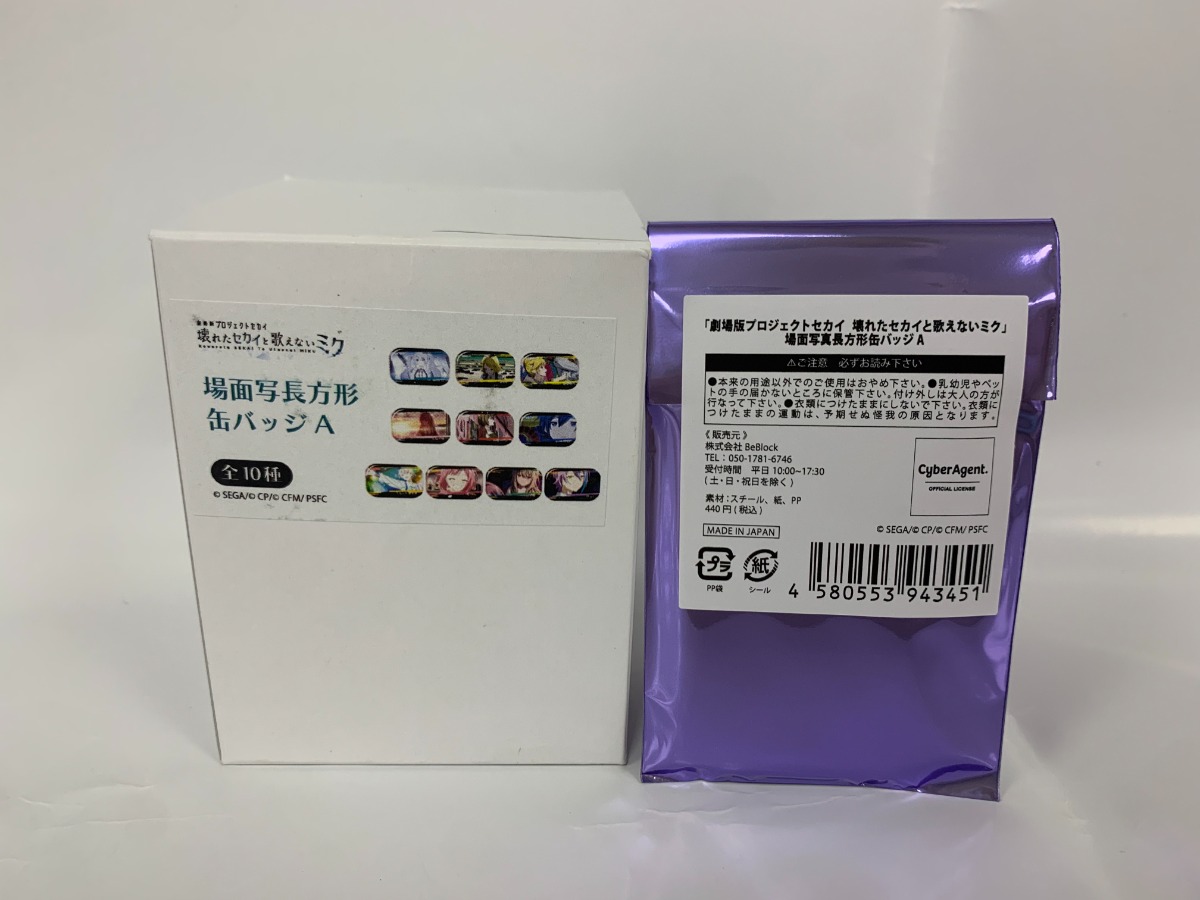 劇場版プロジェクトセカイ
壊れたセカイと歌えないミク
Kowareta SEKAI To Utaenai MIKU
場面写長方形
缶バッジ A
全10種
© SEGA/© CP/© CFM/ PSFC
「劇場版プロジェクトセカイ 壊れたセカイと歌えないミク」
場面写真長方形缶バッジ A
⚠ご注意 必ずお読み下さい
●本来の用途以外でのご使用はおやめ下さい。●乳幼児やペッ
トの手の届かないところに保管下さい。付け外しは大人の方が
行なって下さい。●衣類につけたままにしないで下さい。衣類に
つけたままの運動は、予期せぬ怪我の原因となります。
《 販売元 》
株式会社 BeBlock
TEL : 050-1781-6746
受付時間 平日 10:00~17:30
( 土・日・祝日を除く )
素材 : スチール、紙、PP
440円 ( 税込 )
CyberAgent.
OFFICIAL LICENSE
MADE IN JAPAN
© SEGA/© CP/© CFM/ PSFC
プラ
PP袋
紙
シール
4 580553 943451